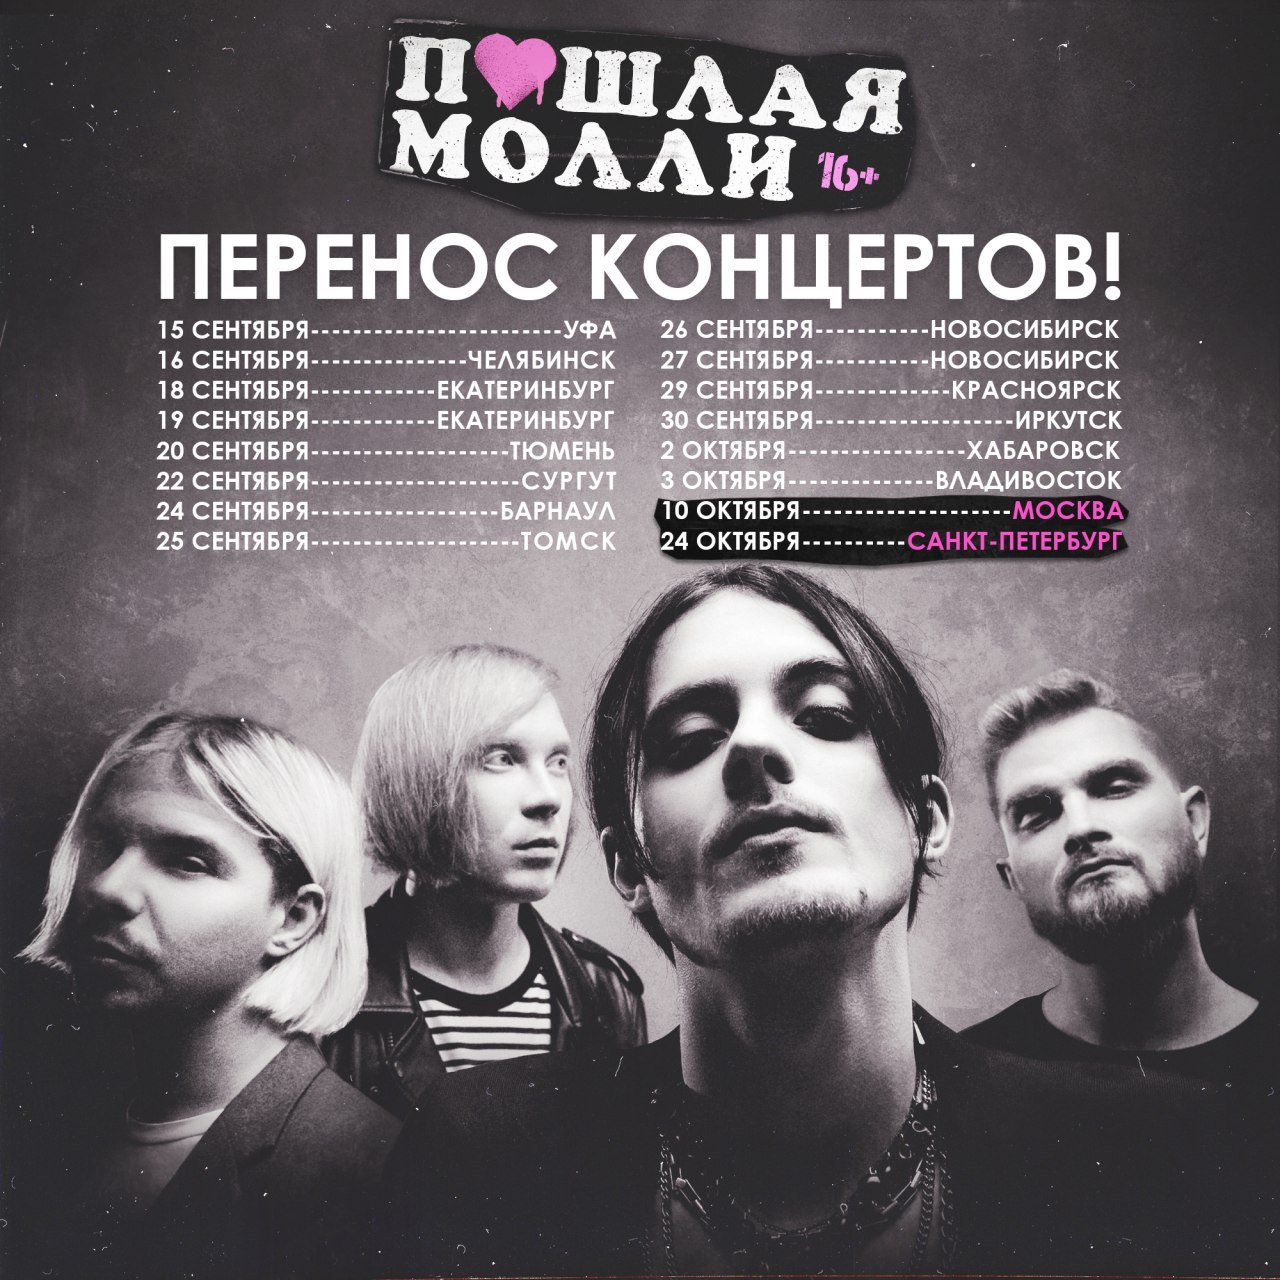 ПОШЛАЯ
МОЛЛИ 16+
ПЕРЕНОС КОНЦЕРТОВ!
15 СЕНТЯБРЯ------------------------УФА
16 СЕНТЯБРЯ---------------ЧЕЛЯБИНСК
18 СЕНТЯБРЯ------------ЕКАТЕРИНБУРГ
19 СЕНТЯБРЯ------------ЕКАТЕРИНБУРГ
20 СЕНТЯБРЯ-------------------ТЮМЕНЬ
22 СЕНТЯБРЯ--------------------СУРГУТ
24 СЕНТЯБРЯ------------------БАРНАУЛ
25 СЕНТЯБРЯ--------------------ТОМСК
26 СЕНТЯБРЯ-----------НОВОСИБИРСК
27 СЕНТЯБРЯ-----------НОВОСИБИРСК
29 СЕНТЯБРЯ-------------КРАСНОЯРСК
30 СЕНТЯБРЯ-------------------ИРКУТСК
2 ОКТЯБРЯ-----------------ХАБАРОВСК
3 ОКТЯБРЯ--------------ВЛАДИВОСТОК
10 ОКТЯБРЯ--------------------МОСКВА
24 ОКТЯБРЯ----------САНКТ-ПЕТЕРБУРГ